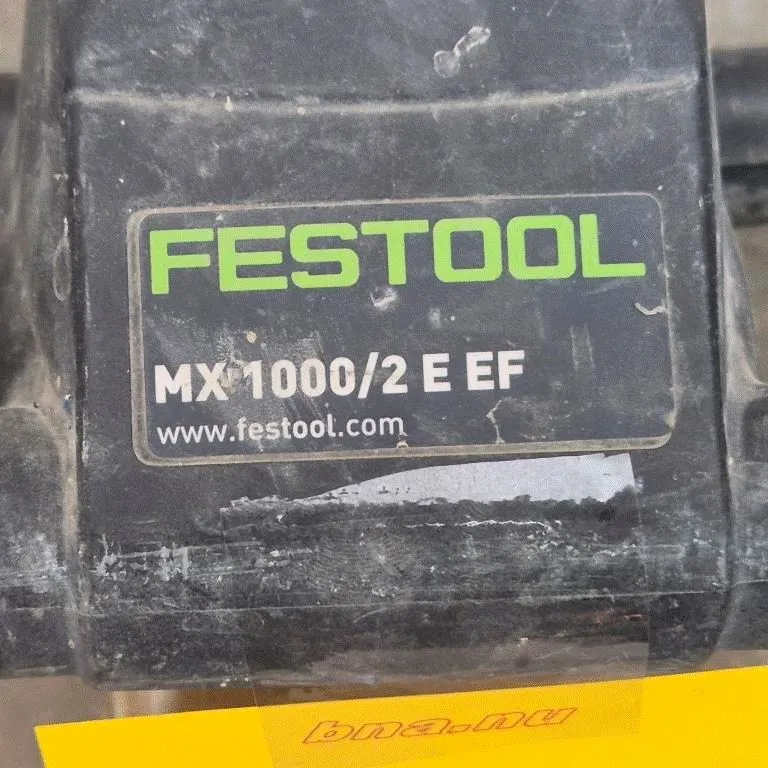 FESTOOL
MX 1000/2 E EF
www.festool.com
bna.nu